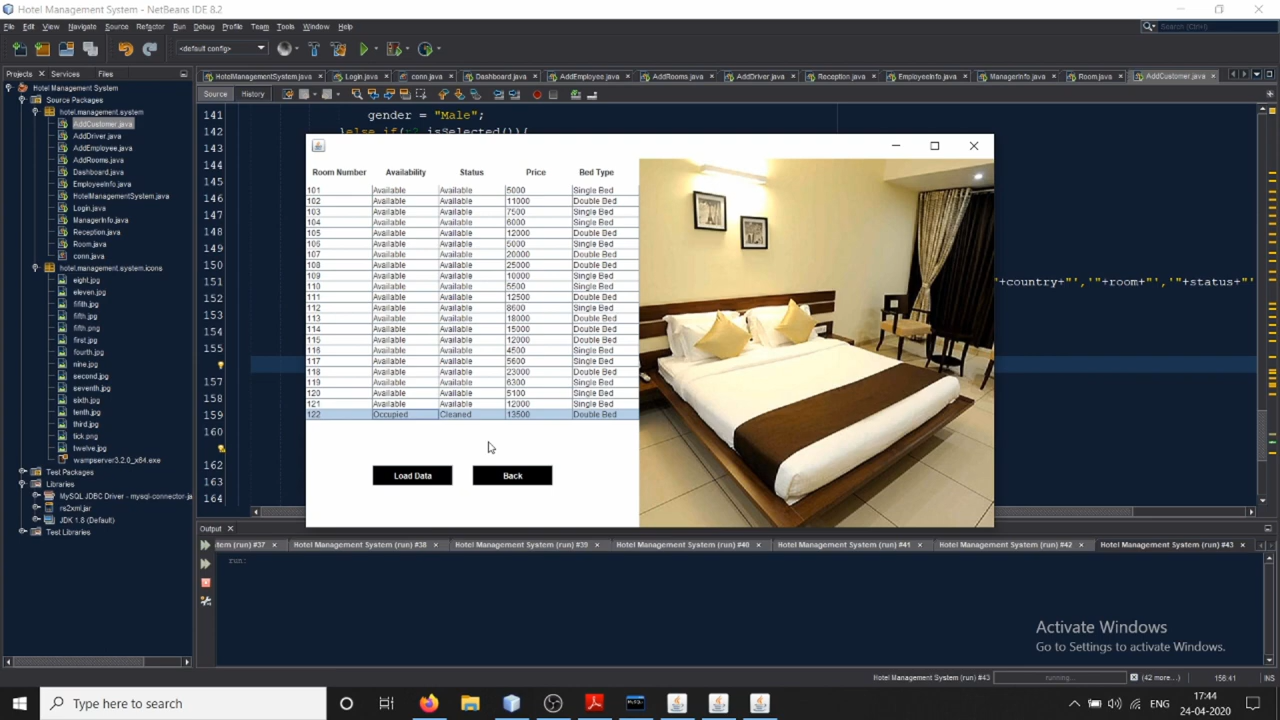 Hotel Management System - NetBeans IDE 8.2
File Edit View Navigate Source Refactor Run Debug Profile Team Tools Window Help
Search (Ctrl+I)
<default config>
Projects Services Files
HotelManagementSystem.java Login.java conn.java Dashboard.java AddEmployee.java AddRooms.java AddDriver.java Reception.java EmployeeInfo.java ManagerInfo.java Room.java AddCustomer.java
Source History
Hotel Management System
Source Packages
hotel.management.system
AddCustomer.java
AddDriver.java
AddEmployee.java
AddRooms.java
Dashboard.java
EmployeeInfo.java
HotelManagementSystem.java
Login.java
ManagerInfo.java
Reception.java
Room.java
conn.java
hotel.management.system.icons
eight.jpg
eleven.jpg
fifth.jpg
fifth.png
first.jpg
fourth.jpg
nine.jpg
second.jpg
seventh.jpg
sixth.jpg
tenth.jpg
third.jpg
tick.png
twelve.jpg
wampserver3.2.0_x64.exe
Test Packages
Libraries
MySQL JDBC Driver - mysql-connector-ja
rs2xml.jar
JDK 1.8 (Default)
Test Libraries
141 gender = "Male";
142 }else if(r2.isSelected()){
143
144
145
146
147
148
149
150
151 "+country+"','"+room+"','"+status+"'
152
153
154
155
157
158
159
160
162
163
164
Room Number Availability Status Price Bed Type
101 Available Available 5000 Single Bed
102 Available Available 11000 Double Bed
103 Available Available 7500 Single Bed
104 Available Available 6000 Single Bed
105 Available Available 12000 Double Bed
106 Available Available 5000 Single Bed
107 Available Available 20000 Double Bed
108 Available Available 25000 Double Bed
109 Available Available 10000 Single Bed
110 Available Available 5500 Single Bed
111 Available Available 12500 Double Bed
112 Available Available 8600 Single Bed
113 Available Available 18000 Double Bed
114 Available Available 15000 Double Bed
115 Available Available 12000 Double Bed
116 Available Available 4500 Single Bed
117 Available Available 5600 Single Bed
118 Available Available 23000 Double Bed
119 Available Available 6300 Single Bed
120 Available Available 5100 Single Bed
121 Available Available 12000 Single Bed
122 Occupied Cleaned 13500 Double Bed
Load Data Back
Output
tem (run) #37 Hotel Management System (run) #38 Hotel Management System (run) #39 Hotel Management System (run) #40 Hotel Management System (run) #41 Hotel Management System (run) #42 Hotel Management System (run) #43
run:
Activate Windows
Go to Settings to activate Windows.
Hotel Management System (run) #43 running... (42 more...) 156:41 INS
Type here to search
ENG
17:44
24-04-2020